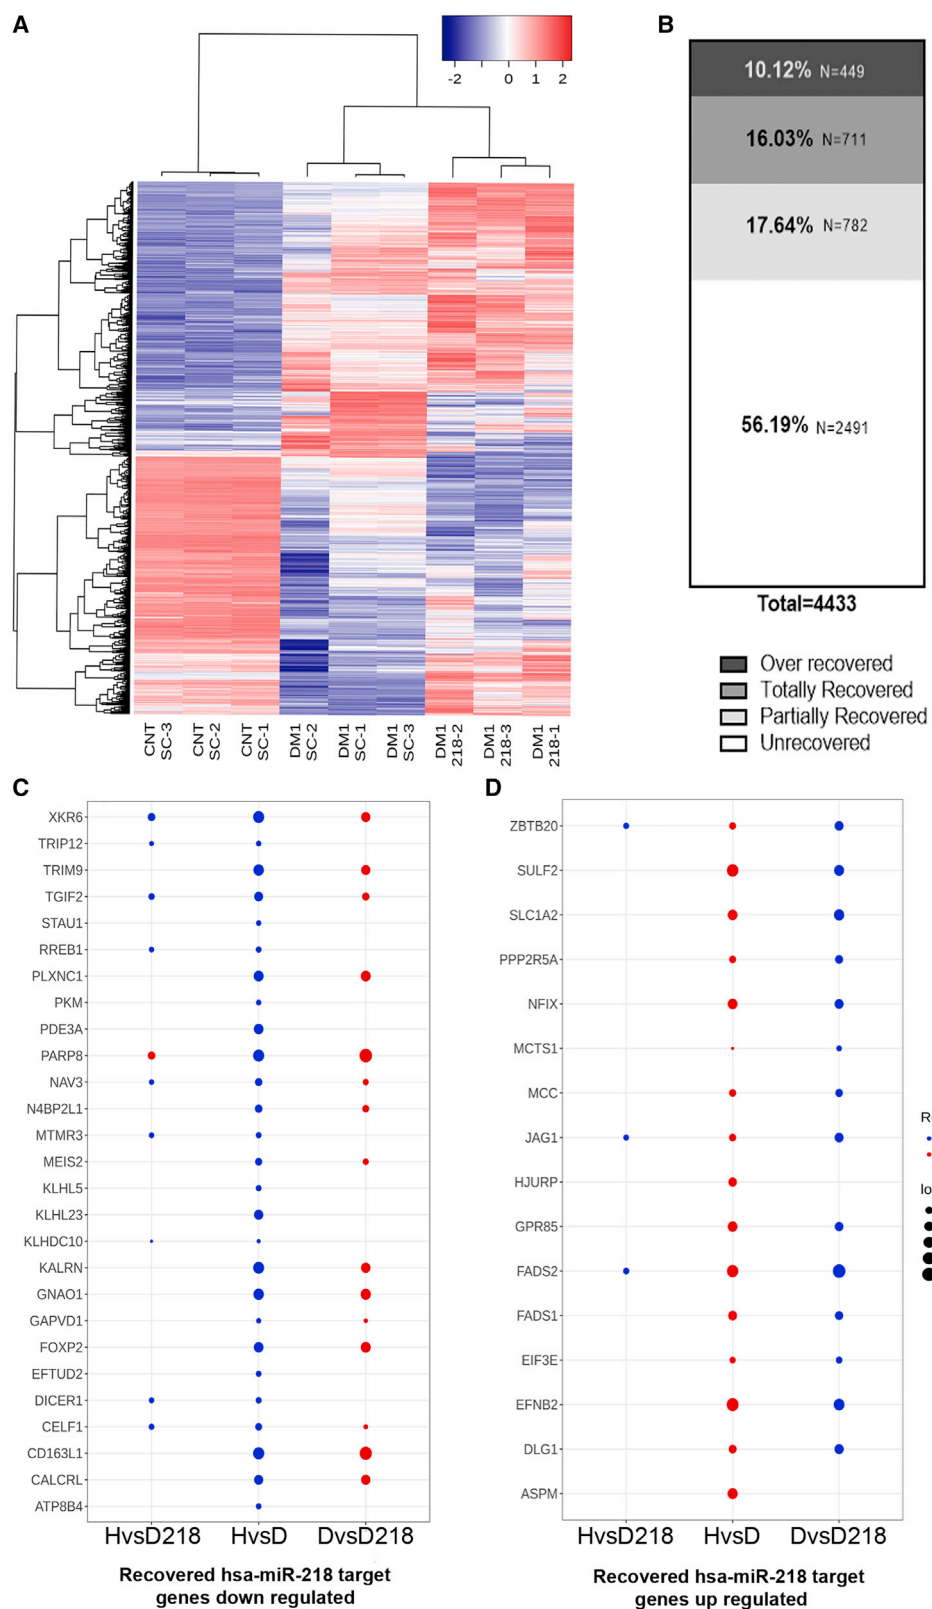 A
-2 0 1 2
CNT SC-3
CNT SC-2
CNT SC-1
DM1 SC-2
DM1 SC-1
DM1 SC-3
DM1 218-2
DM1 218-3
DM1 218-1
B
10.12% N=449
16.03% N=711
17.64% N=782
56.19% N=2491
Total=4433
Over recovered
Totally Recovered
Partially Recovered
Unrecovered
C
XKR6
TRIP12
TRIM9
TGIF2
STAU1
RREB1
PLXNC1
PKM
PDE3A
PARP8
NAV3
N4BP2L1
MTMR3
MEIS2
KLHL5
KLHL23
KLHDC10
KALRN
GNAO1
GAPVD1
FOXP2
EFTUD2
DICER1
CELF1
CD163L1
CALCRL
ATP8B4
HvsD218 HvsD DvsD218
Recovered hsa-miR-218 target
genes down regulated
D
ZBTB20
SULF2
SLC1A2
PPP2R5A
NFIX
MCTS1
MCC
JAG1
HJURP
GPR85
FADS2
FADS1
EIF3E
EFNB2
DLG1
ASPM
HvsD218 HvsD DvsD218
Recovered hsa-miR-218 target
genes up regulated